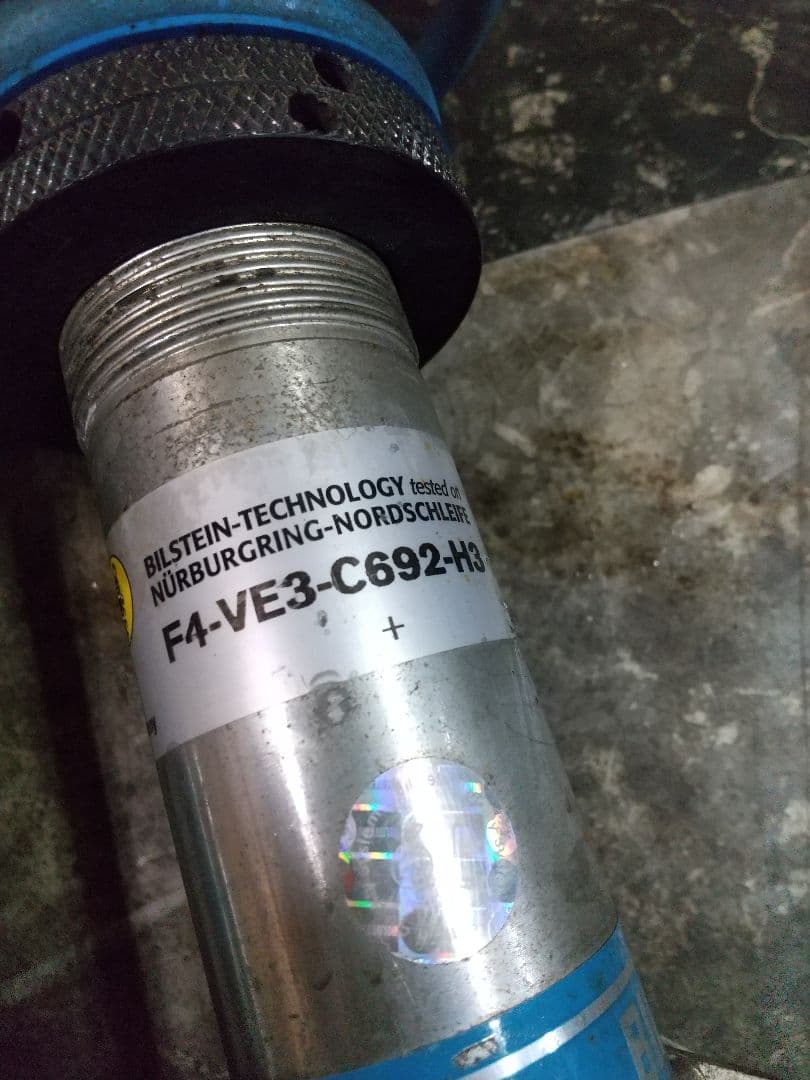 BILSTEIN-TECHNOLOGY tested on
NÜRBURGRING-NORDSCHLEIFE
F4-VE3-C692-H3
+